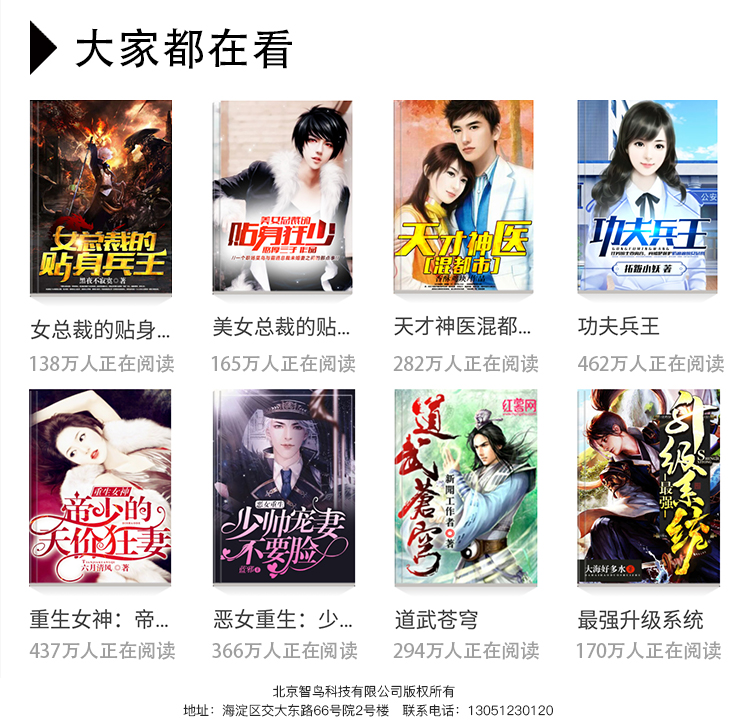 大家都在看
女总裁的
贴身兵王
黑夜不寂寞 著
美女总裁的
贴身狂少
天才神医
[混都市]
公安
功夫兵王
GONGFUBINGWANG
拓跋小妖 著
女总裁的贴身...
美女总裁的贴...
天才神医混都...
功夫兵王
138万人正在阅读
165万人正在阅读
282万人正在阅读
462万人正在阅读
重生女神
帝少的
天价狂妻
六月清风 著
恶女重生
少帅宠妻
不要脸
蓝邪
红薯网
道武苍穹
新闻工作者 著
升级系统
最强
大海好多水
重生女神：帝...
恶女重生：少...
道武苍穹
最强升级系统
437万人正在阅读
366万人正在阅读
294万人正在阅读
170万人正在阅读
北京智鸟科技有限公司版权所有
地址：海淀区交大东路66号院2号楼 联系电话：13051230120